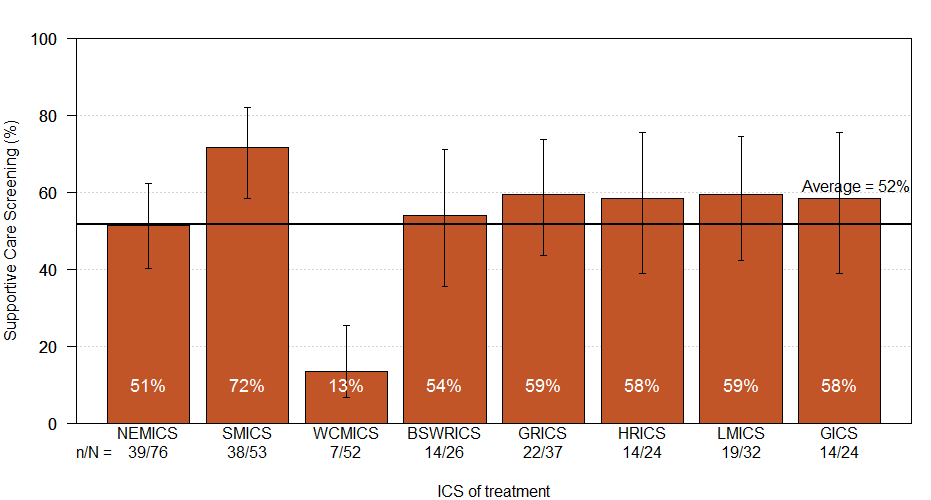 100
80
60
40
20
0
Supportive Care Screening (%)
Average = 52%
51% 72% 13% 54% 59% 58% 59% 58%
NEMICS SMICS WCMICS BSWRICS GRICS HRICS LMICS GICS
n/N = 39/76 38/53 7/52 14/26 22/37 14/24 19/32 14/24
ICS of treatment